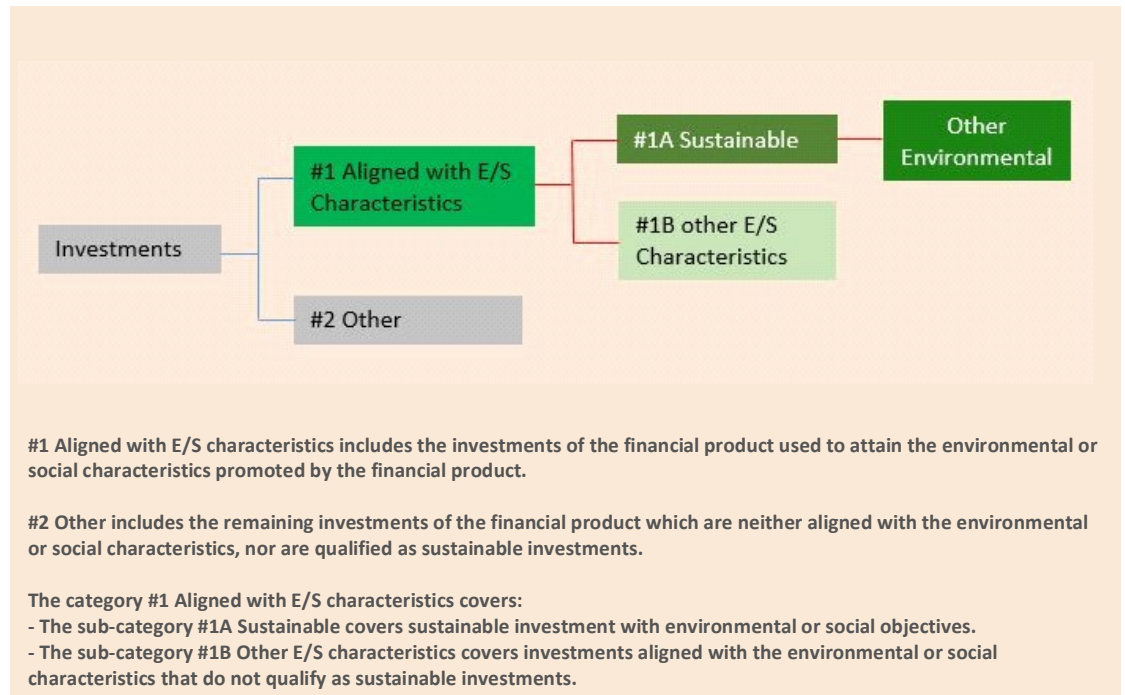 Investments
#1 Aligned with E/S
Characteristics
#2 Other
#1A Sustainable
#1B other E/S
Characteristics
Other
Environmental
#1 Aligned with E/S characteristics includes the investments of the financial product used to attain the environmental or
social characteristics promoted by the financial product.
#2 Other includes the remaining investments of the financial product which are neither aligned with the environmental
or social characteristics, nor are qualified as sustainable investments.
The category #1 Aligned with E/S characteristics covers:
- The sub-category #1A Sustainable covers sustainable investment with environmental or social objectives.
- The sub-category #1B Other E/S characteristics covers investments aligned with the environmental or social
characteristics that do not qualify as sustainable investments.